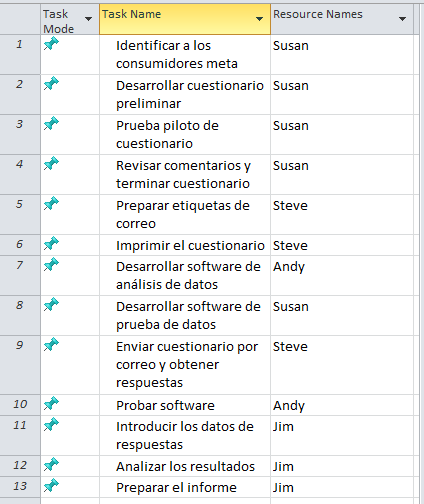 Task Mode Task Name Resource Names
1 Identificar a los consumidores meta Susan
2 Desarrollar cuestionario preliminar Susan
3 Prueba piloto de cuestionario Susan
4 Revisar comentarios y terminar cuestionario Susan
5 Preparar etiquetas de correo Steve
6 Imprimir el cuestionario Steve
7 Desarrollar software de análisis de datos Andy
8 Desarrollar software de prueba de datos Susan
9 Enviar cuestionario por correo y obtener respuestas Steve
10 Probar software Andy
11 Introducir los datos de respuestas Jim
12 Analizar los resultados Jim
13 Preparar el informe Jim